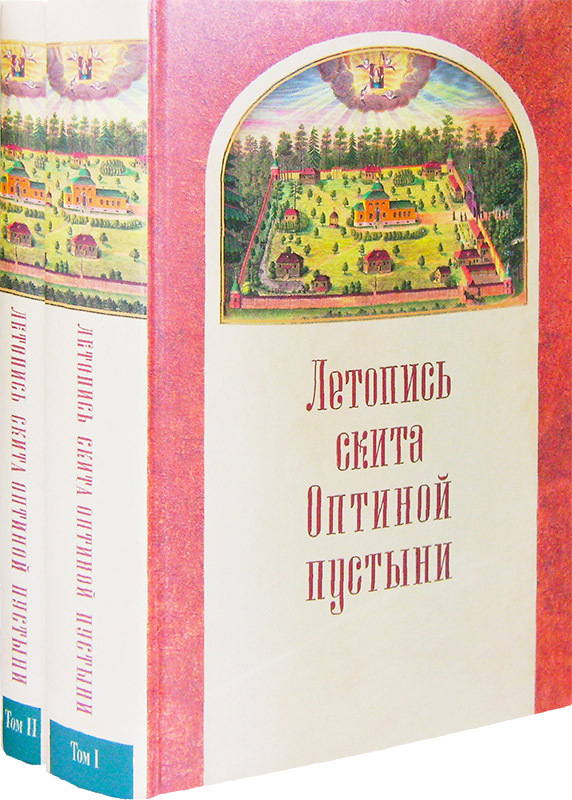 Летопись
скита
Оптиной
пустыни
ЛЕТОПИСЬ СКИТА ОПТИНОЙ ПУСТЫНИ
Том I
ЛЕТОПИСЬ СКИТА ОПТИНОЙ ПУСТЫНИ
Том II